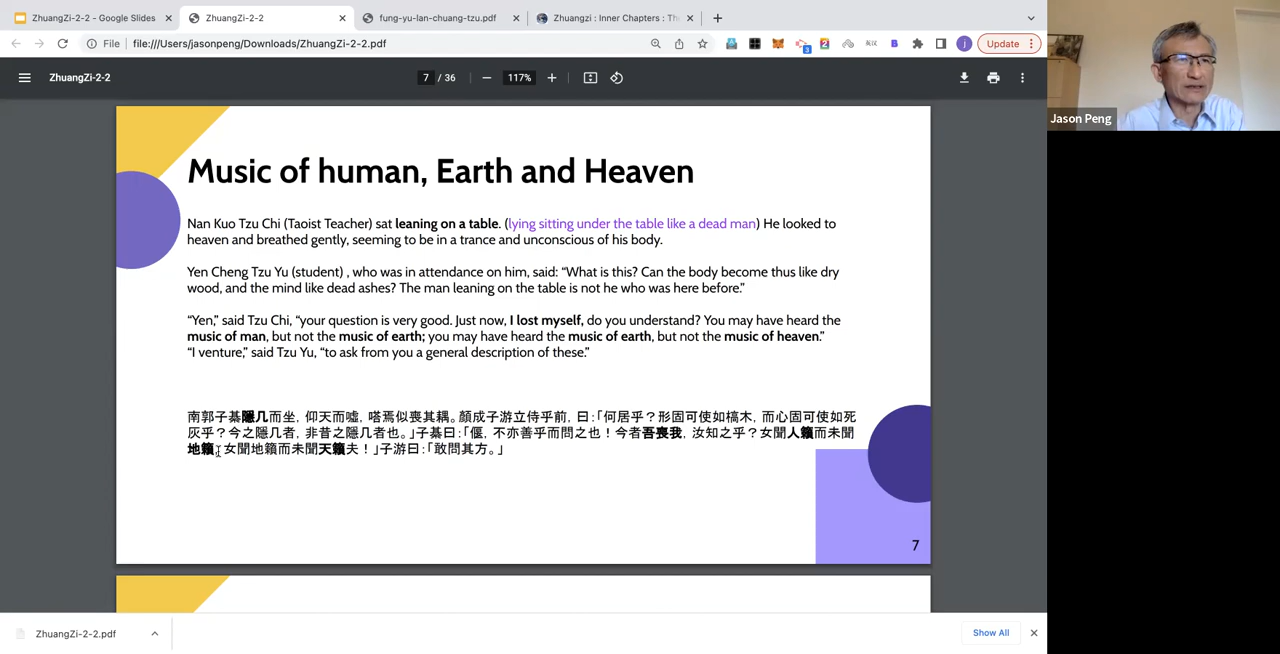 ZhuangZi-2-2 - Google Slides
ZhuangZi-2-2
fung-yu-lan-chuang-tzu.pdf
Zhuangzi : Inner Chapters : Th
File
file:///Users/jasonpeng/Downloads/ZhuangZi-2-2.pdf
Update
ZhuangZi-2-2
7 / 36
117%
Jason Peng
Music of human, Earth and Heaven
Nan Kuo Tzu Chi (Taoist Teacher) sat leaning on a table. (lying sitting under the table like a dead man) He looked to
heaven and breathed gently, seeming to be in a trance and unconscious of his body.
Yen Cheng Tzu Yu (student) , who was in attendance on him, said: “What is this? Can the body become thus like dry
wood, and the mind like dead ashes? The man leaning on the table is not he who was here before.”
“Yen,” said Tzu Chi, “your question is very good. Just now, I lost myself, do you understand? You may have heard the
music of man, but not the music of earth; you may have heard the music of earth, but not the music of heaven.”
“I venture,” said Tzu Yu, “to ask from you a general description of these.”
南郭子綦隱几而坐，仰天而噓，嗒焉似喪其耦。顏成子游立侍乎前，曰：「何居乎？形固可使如槁木，而心固可使如死
灰乎？今之隱几者，非昔之隱几者也。」子綦曰：「偃，不亦善乎而問之也！今者吾喪我，汝知之乎？女聞人籟而未聞
地籟，女聞地籟而未聞天籟夫！」子游曰：「敢問其方。」
7
ZhuangZi-2-2.pdf
Show All